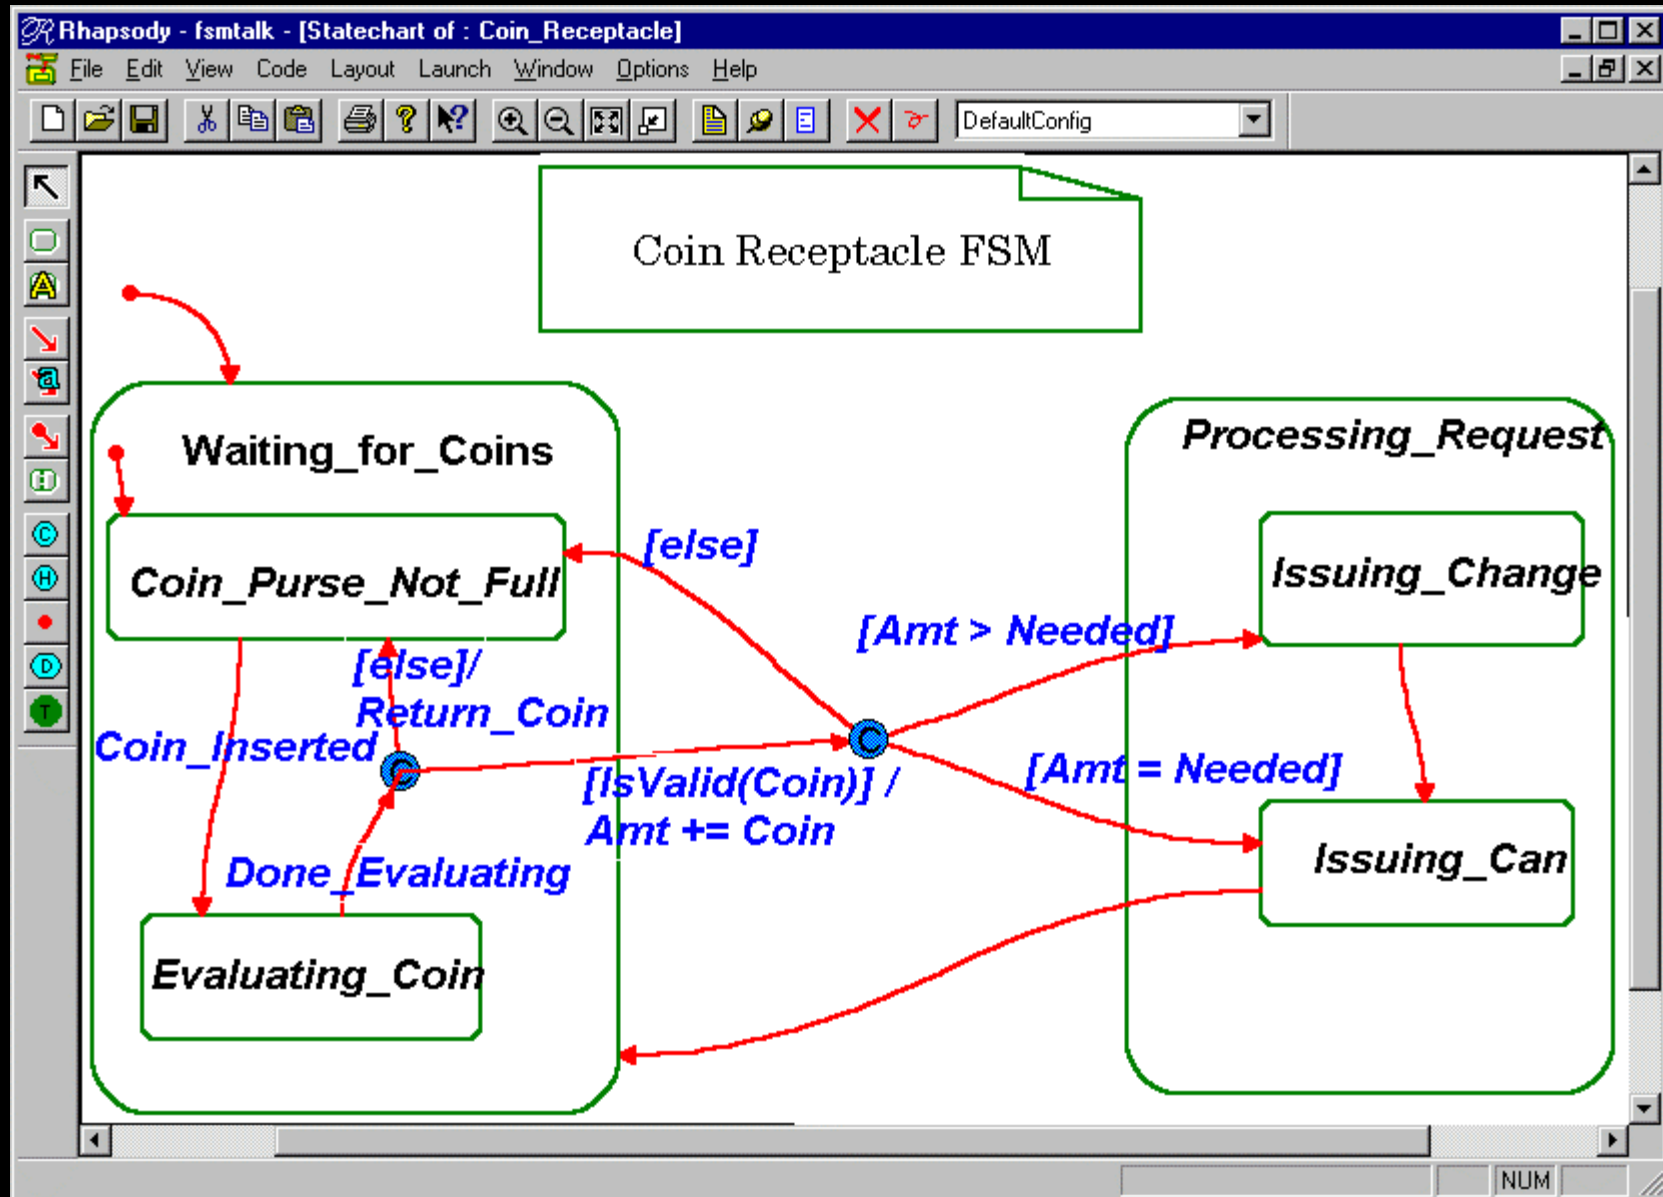 Rhapsody - fsmtalk - [Statechart of : Coin_Receptacle]
File Edit View Code Layout Launch Window Options Help
DefaultConfig
Coin Receptacle FSM
Waiting_for_Coins
Processing_Request
[else]
Coin_Purse_Not_Full
Issuing_Change
[Amt > Needed]
[else]/
Return_Coin
Coin_Inserted
C
C
[IsValid(Coin)] /
Amt += Coin
[Amt = Needed]
Done_Evaluating
Issuing_Can
Evaluating_Coin
A
a
H
C
H
D
T
NUM